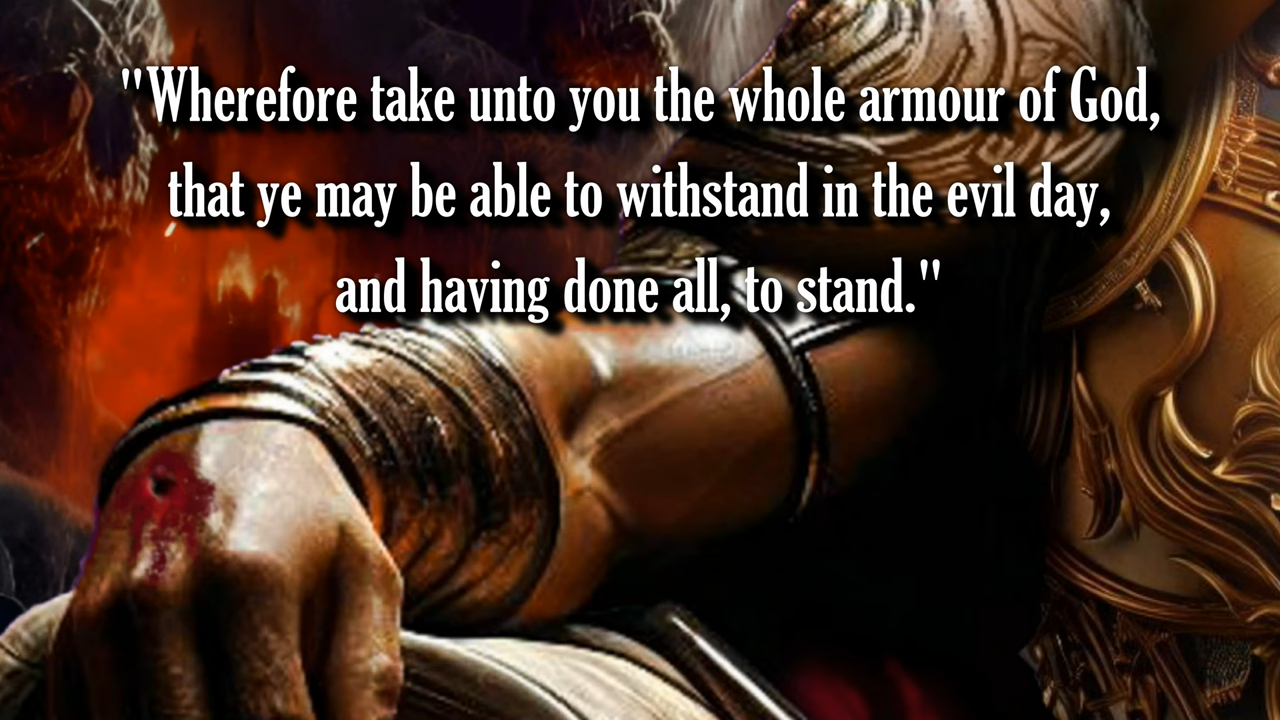 "Wherefore take unto you the whole armour of God,
that ye may be able to withstand in the evil day,
and having done all, to stand."